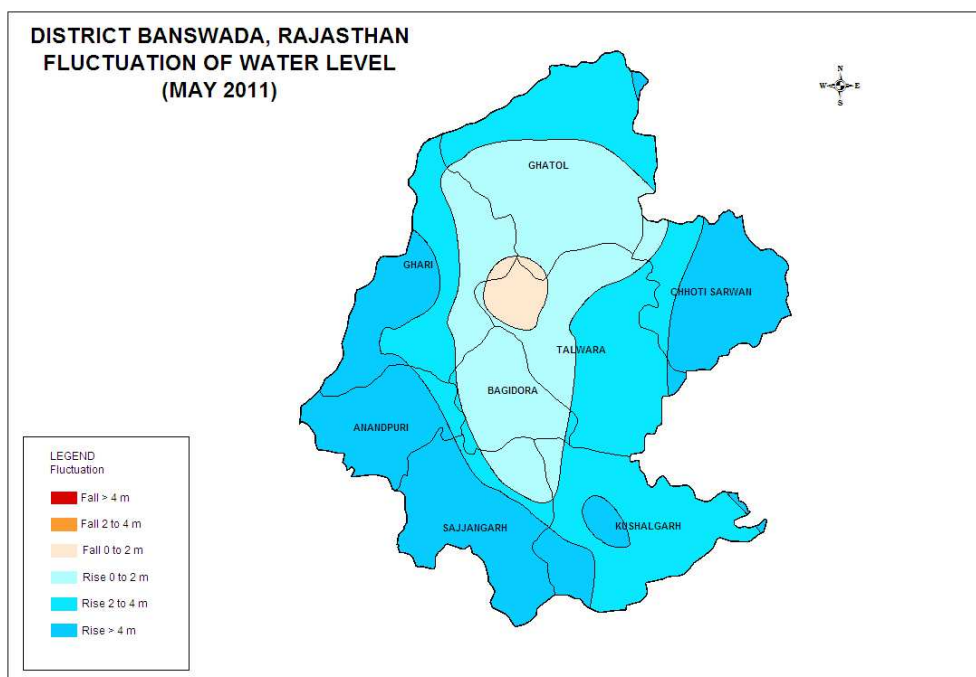 DISTRICT BANSWADA, RAJASTHAN
FLUCTUATION OF WATER LEVEL
(MAY 2011)
N
W E
S
GHATOL
GHARI
CHHOTI SARWAN
TALWARA
BAGIDORA
ANANDPURI
SAJJANGARH
KUSHALGARH
LEGEND
Fluctuation
Fall > 4 m
Fall 2 to 4 m
Fall 0 to 2 m
Rise 0 to 2 m
Rise 2 to 4 m
Rise > 4 m